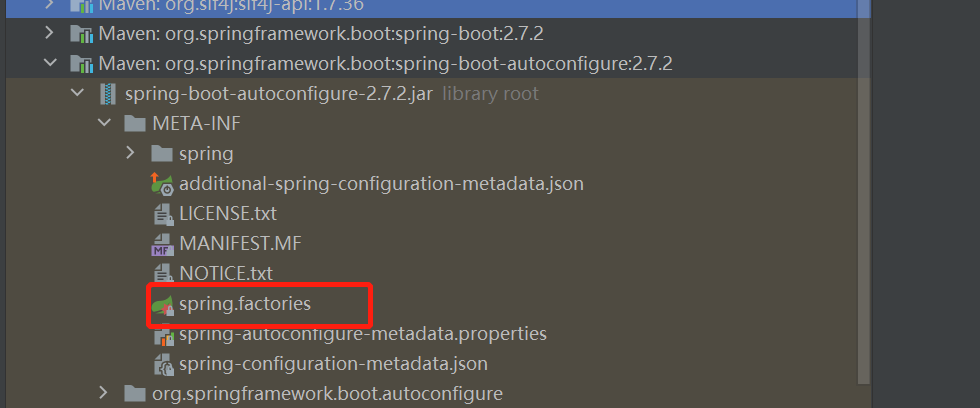 Maven: org.slf4j:slf4j-api:1.7.36
Maven: org.springframework.boot:spring-boot:2.7.2
Maven: org.springframework.boot:spring-boot-autoconfigure:2.7.2
spring-boot-autoconfigure-2.7.2.jar library root
META-INF
spring
additional-spring-configuration-metadata.json
LICENSE.txt
MF MANIFEST.MF
NOTICE.txt
spring.factories
spring-autoconfigure-metadata.properties
spring-configuration-metadata.json
org.springframework.boot.autoconfigure